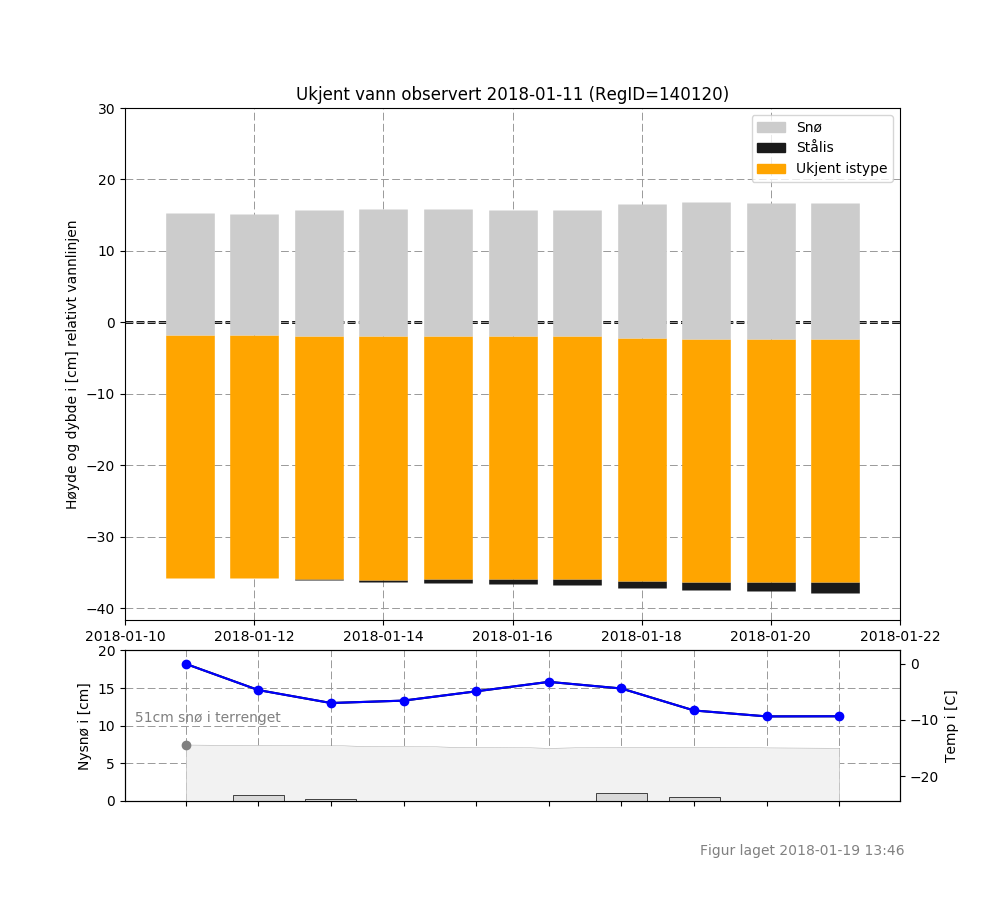 Ukjent vann observert 2018-01-11 (RegID=140120)
30
20
10
0
−10
−20
−30
−40
Høyde og dybde i [cm] relativt vannlinjen
Snø
Stålis
Ukjent istype
2018-01-10
2018-01-12
2018-01-14
2018-01-16
2018-01-18
2018-01-20
2018-01-22
20
15
10
5
0
Nysnø i [cm]
51cm snø i terrenget
0
−10
−20
Temp i [C]
Figur laget 2018-01-19 13:46